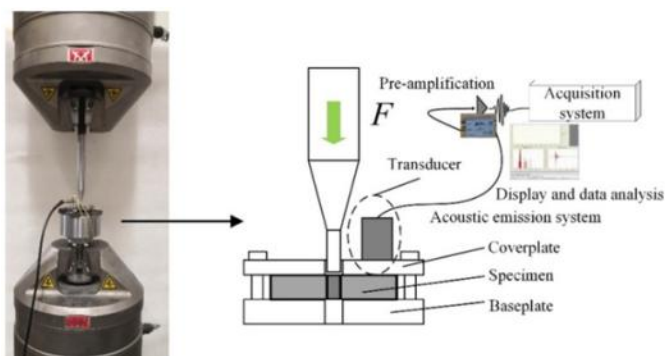 F
Pre-amplification
Acquisition
system
Transducer
Display and data analysis
Acoustic emission system
Coverplate
Specimen
Baseplate